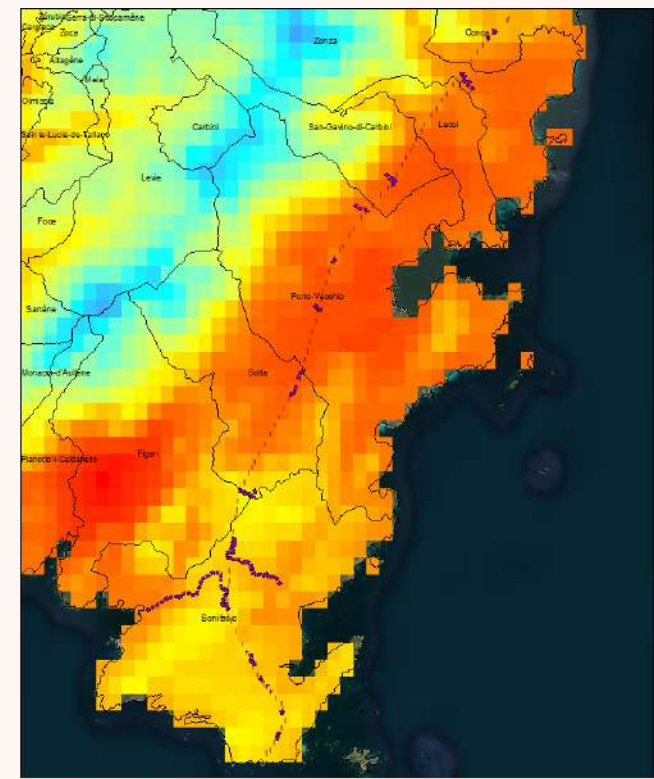 Serra-di-Scopamène
Zoza
Zonza
Conca
Altagène
Mela
Olmiccia
Sainte-Lucie-de-Tallano
Carbini
San-Gavino-di-Carbini
Lecci
Levie
Foce
Porto-Vecchio
Sartène
Monacia-d'Aullène
Sotta
Pianottoli-Caldarello
Figari
Bonifacio